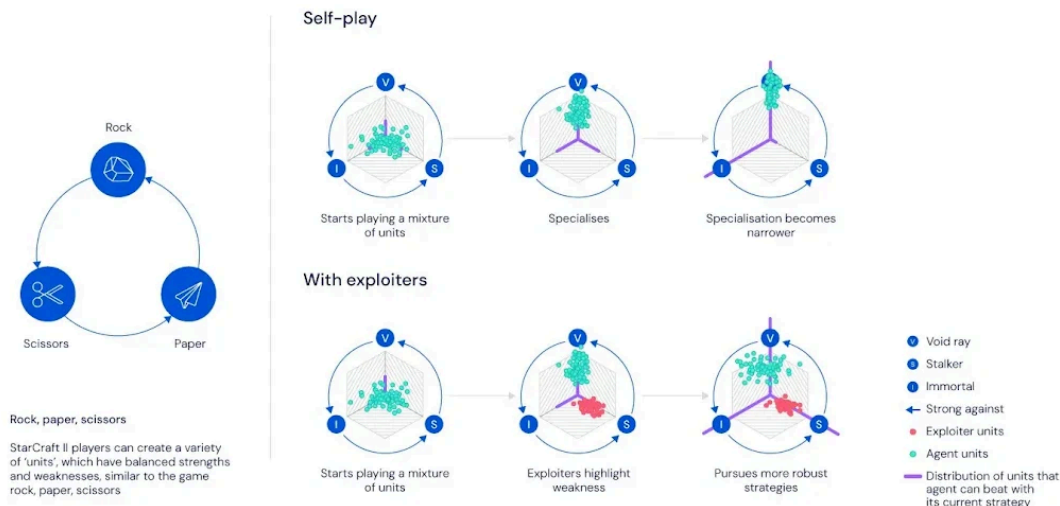 Self-play
Rock
Scissors
Paper
Rock, paper, scissors
StarCraft II players can create a variety
of 'units', which have balanced strengths
and weaknesses, similar to the game
rock, paper, scissors
V
I
S
Starts playing a mixture
of units
V
I
S
Specialises
I
S
Specialisation becomes
narrower
With exploiters
V
I
S
Starts playing a mixture
of units
V
I
S
Exploiters highlight
weakness
V
I
S
Pursues more robust
strategies
V Void ray
S Stalker
I Immortal
Strong against
Exploiter units
Agent units
Distribution of units that
agent can beat with
its current strategy